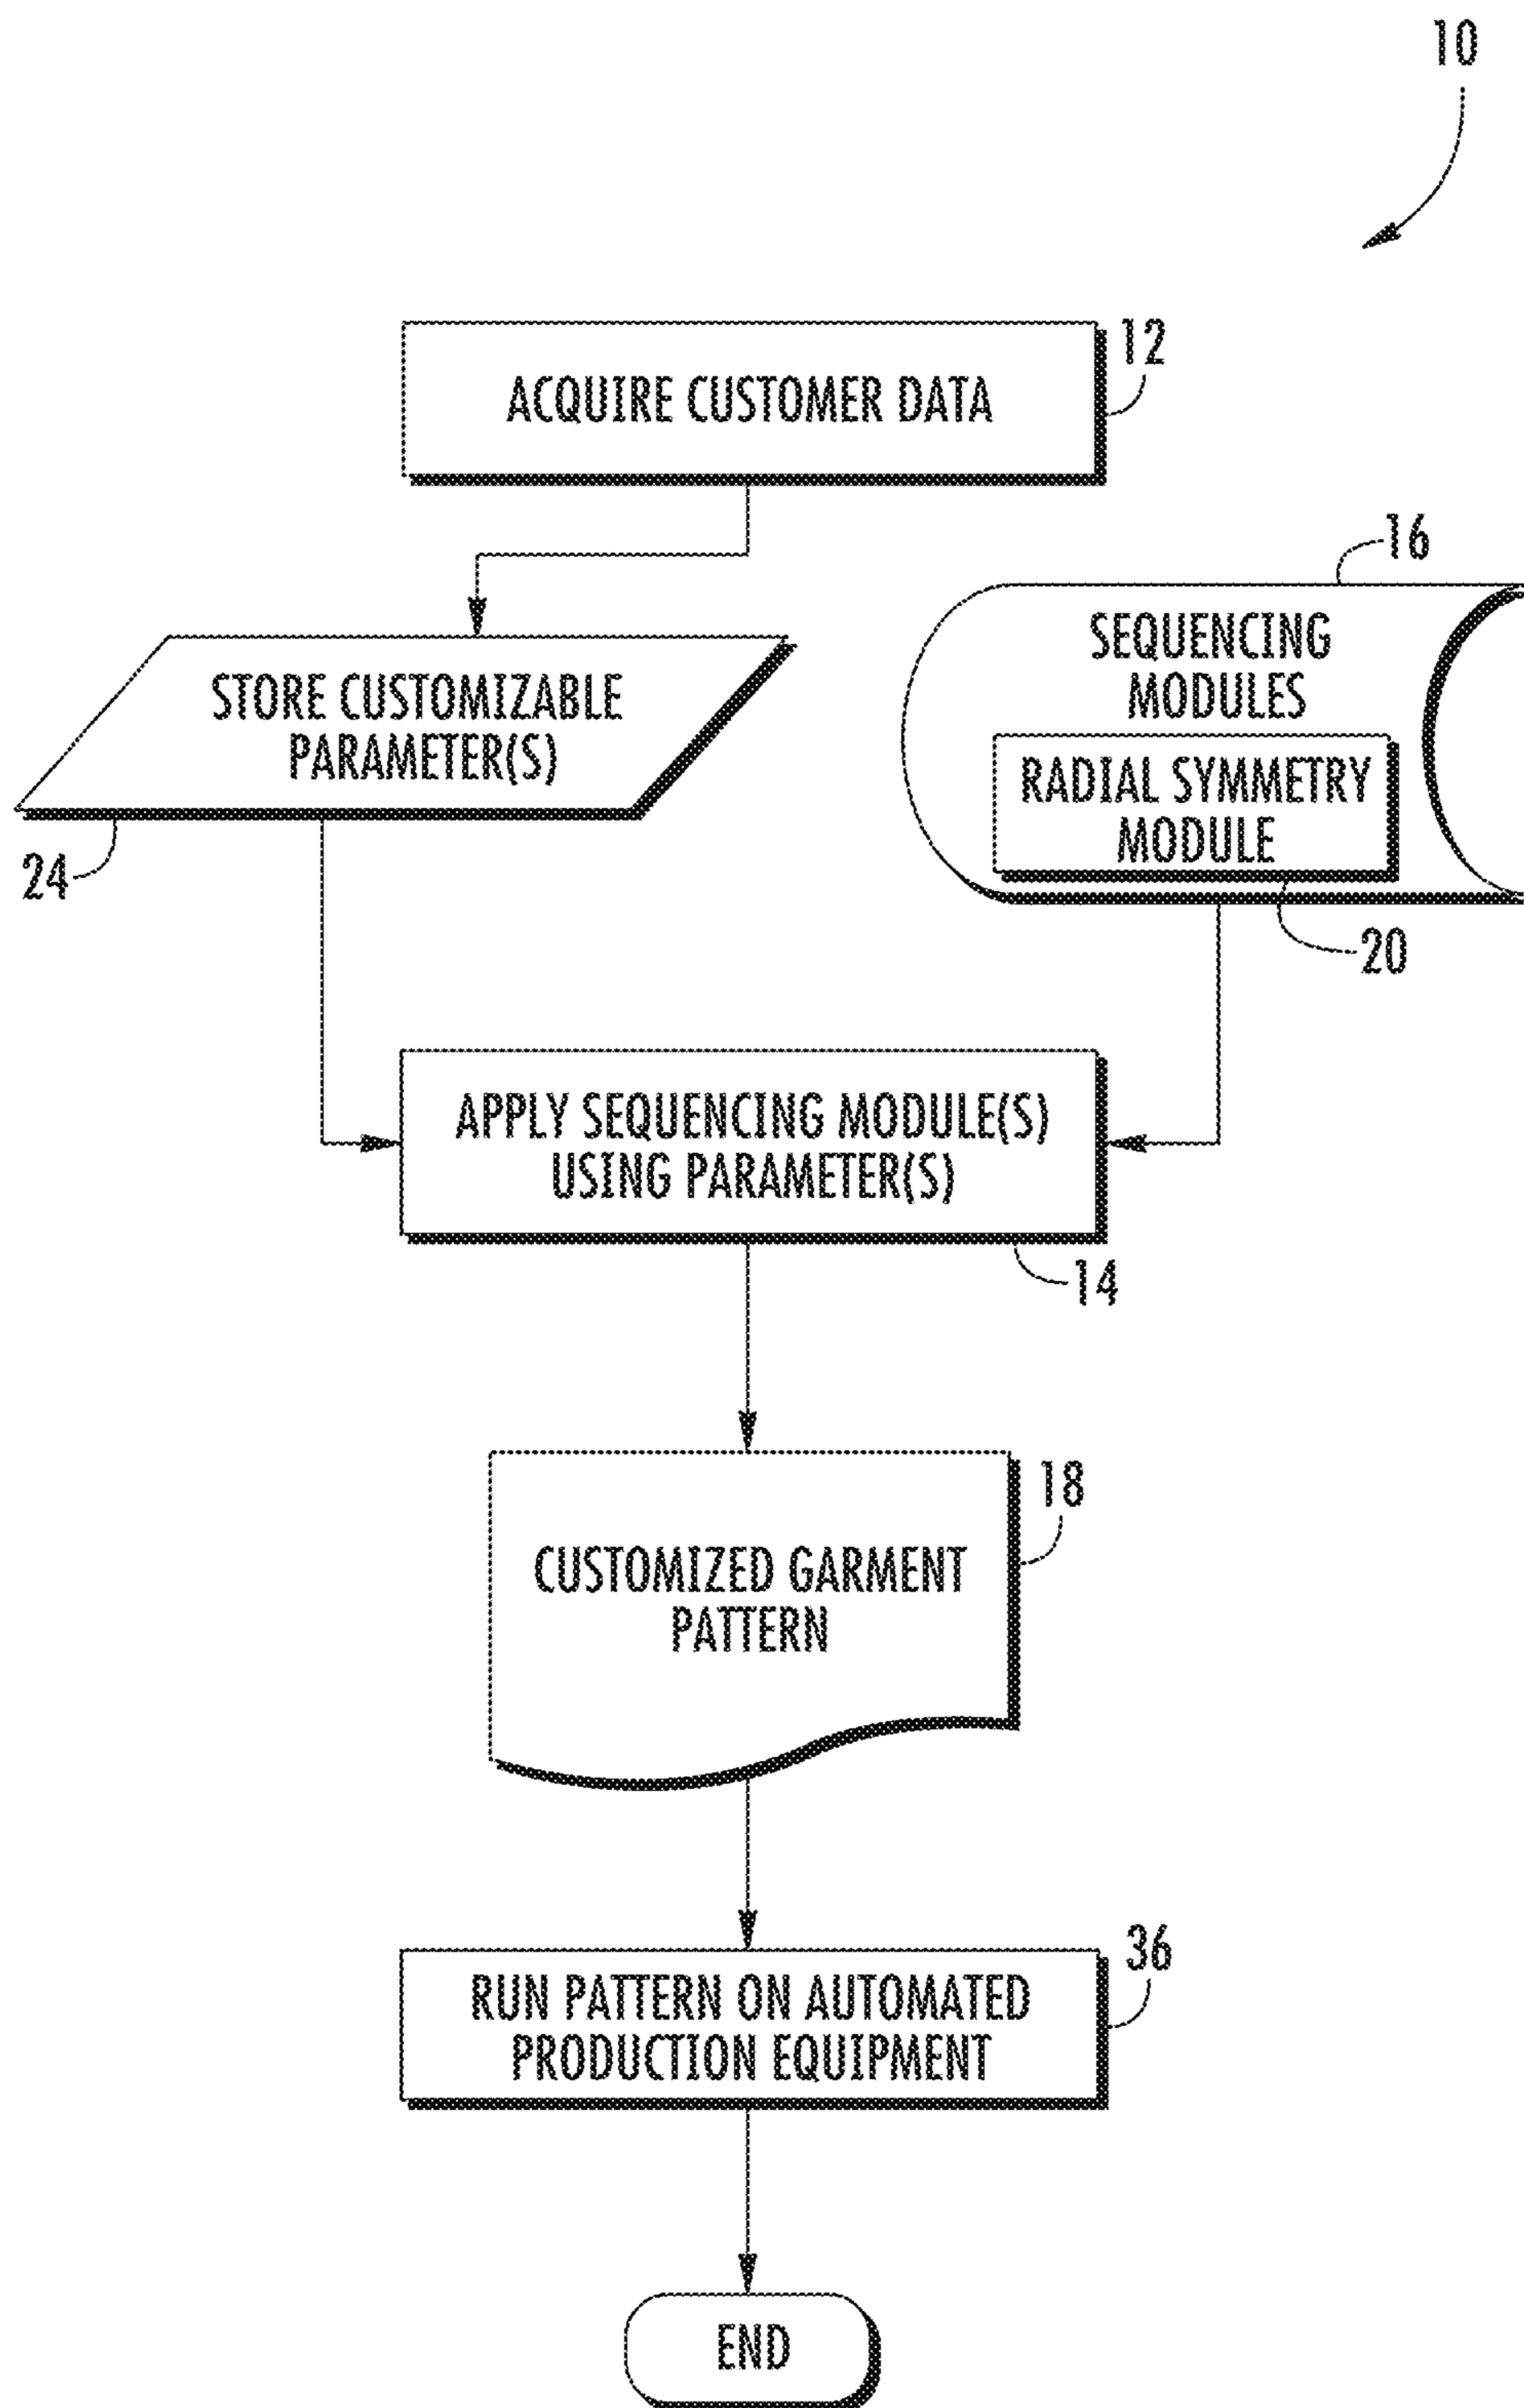 10
ACQUIRE CUSTOMER DATA
12
16
SEQUENCING
MODULES
STORE CUSTOMIZABLE
PARAMETER(S)
RADIAL SYMMETRY
MODULE
24
20
APPLY SEQUENCING MODULE(S)
USING PARAMETER(S)
14
18
CUSTOMIZED GARMENT
PATTERN
36
RUN PATTERN ON AUTOMATED
PRODUCTION EQUIPMENT
END